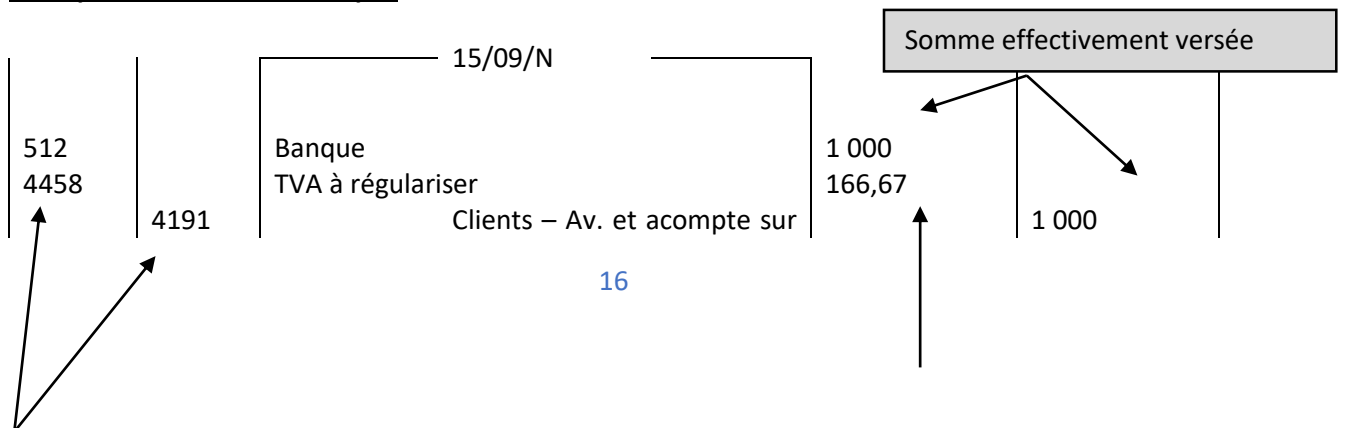 Somme effectivement versée
15/09/N
512 Banque 1 000
4458 TVA à régulariser 166,67
4191 Clients – Av. et acompte sur 1 000
16